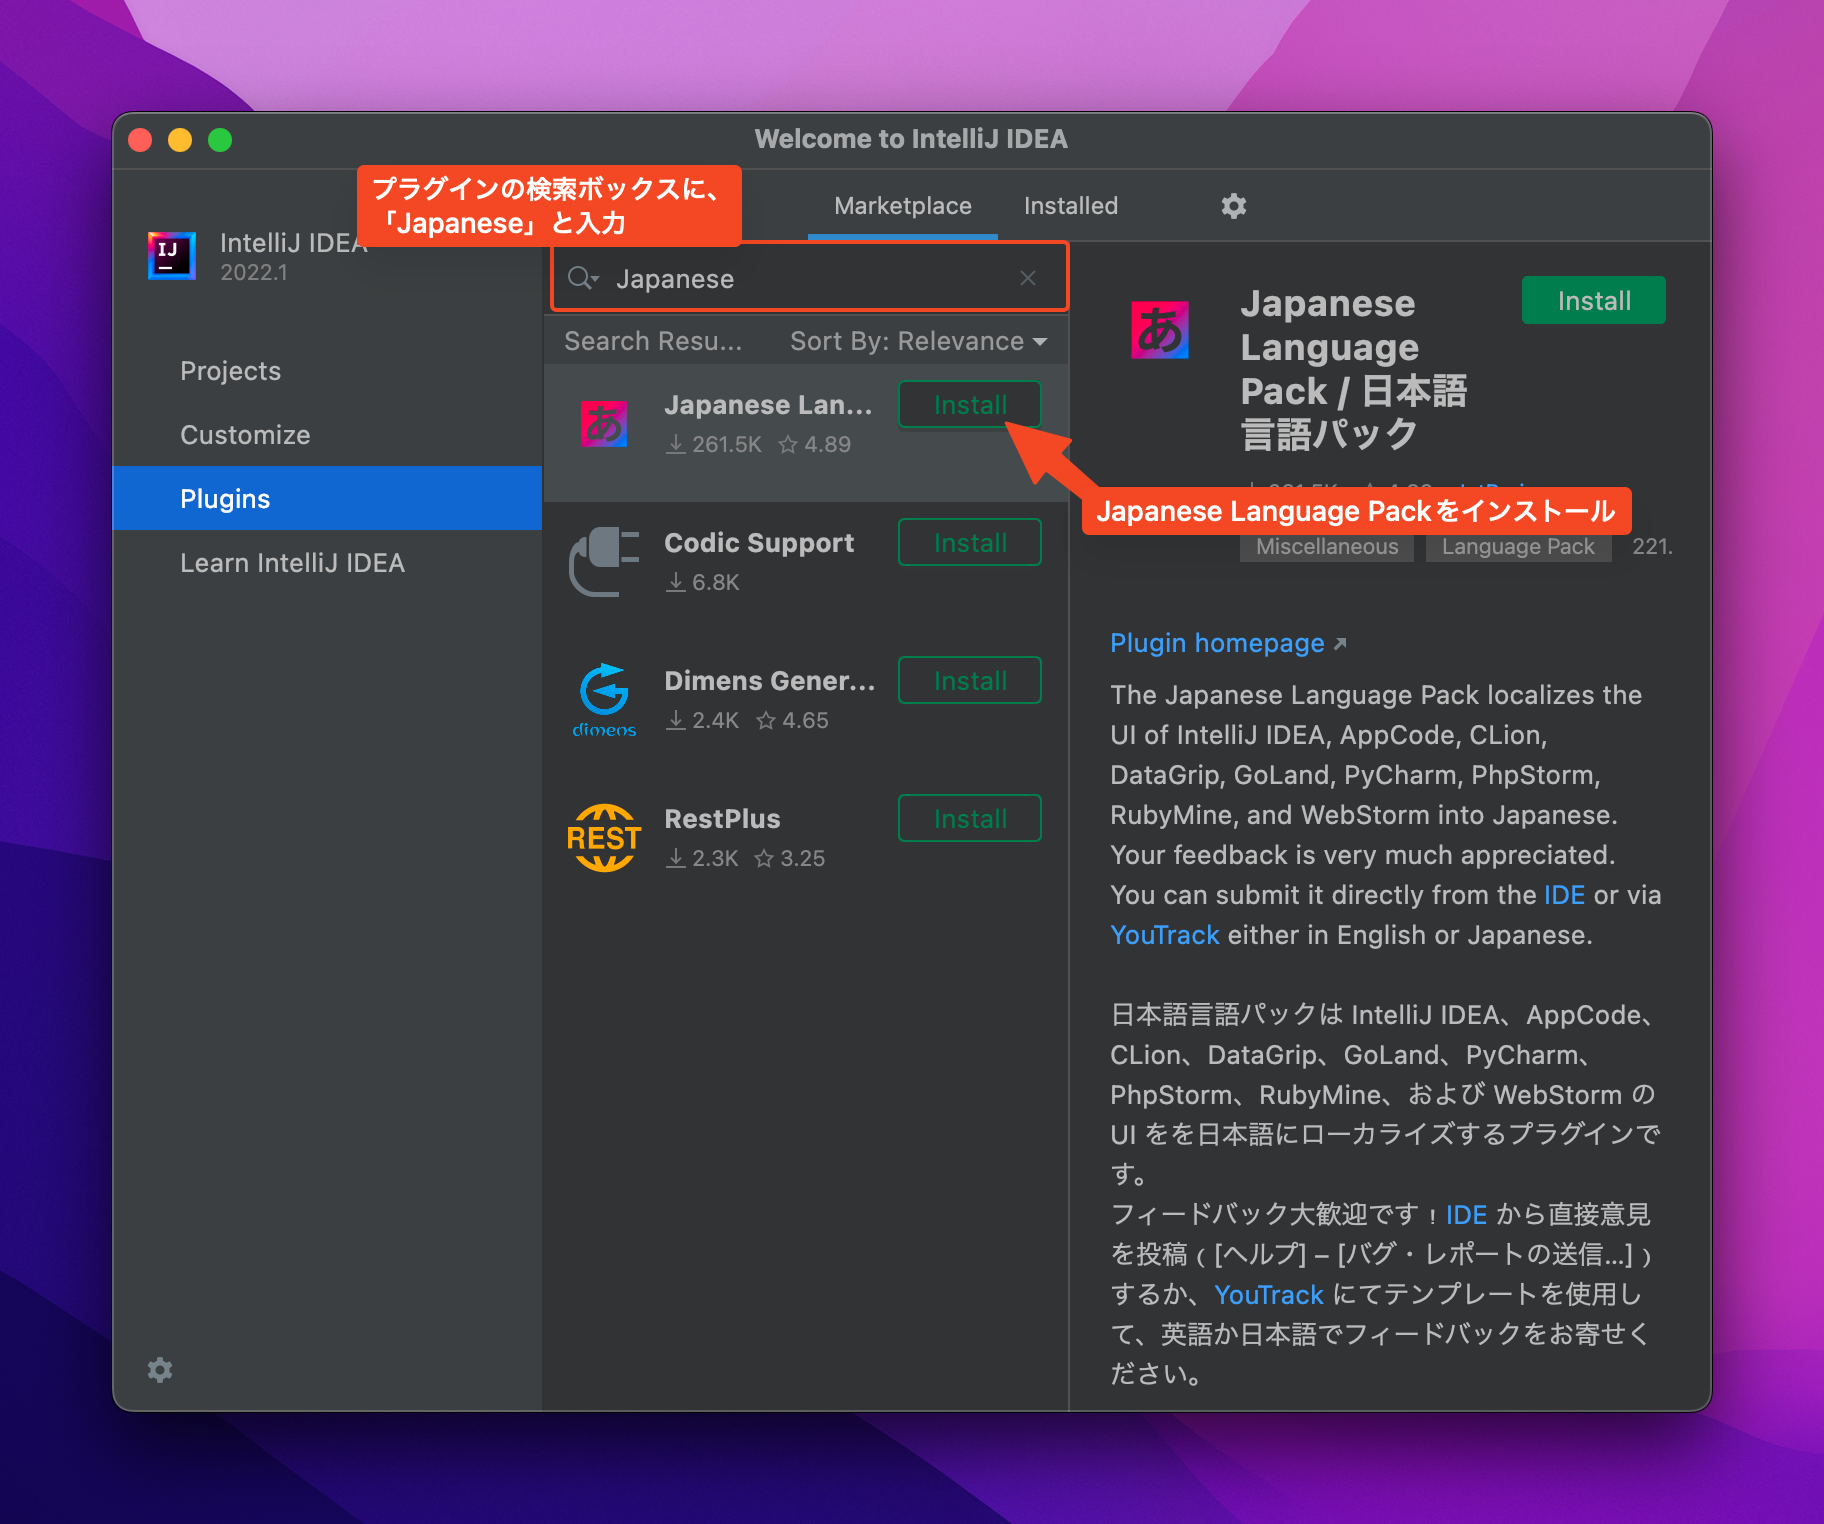 Welcome to IntelliJ IDEA
プラグインの検索ボックスに、
「Japanese」と入力
Marketplace
Installed
IJ
IntelliJ IDEA
2022.1
Projects
Customize
Plugins
Learn IntelliJ IDEA
Japanese
Search Resu...
Sort By: Relevance
あ
Japanese Lan...
Install
261.5K
4.89
Codic Support
Install
6.8K
dimens
Dimens Gener...
Install
2.4K
4.65
REST
RestPlus
Install
2.3K
3.25
あ
Japanese
Language
Pack / 日本語
言語パック
Install
Japanese Language Packをインストール
Miscellaneous
Language Pack
221.
Plugin homepage
The Japanese Language Pack localizes the
UI of IntelliJ IDEA, AppCode, CLion,
DataGrip, GoLand, PyCharm, PhpStorm,
RubyMine, and WebStorm into Japanese.
Your feedback is very much appreciated.
You can submit it directly from the IDE or via
YouTrack either in English or Japanese.
日本語言語パックは IntelliJ IDEA、AppCode、
CLion、DataGrip、GoLand、PyCharm、
PhpStorm、RubyMine、および WebStorm の
UI をを日本語にローカライズするプラグインで
す。
フィードバック大歓迎です！IDE から直接意見
を投稿（[ヘルプ] – [バグ・レポートの送信...]）
するか、YouTrack にてテンプレートを使用し
て、英語か日本語でフィードバックをお寄せく
ださい。